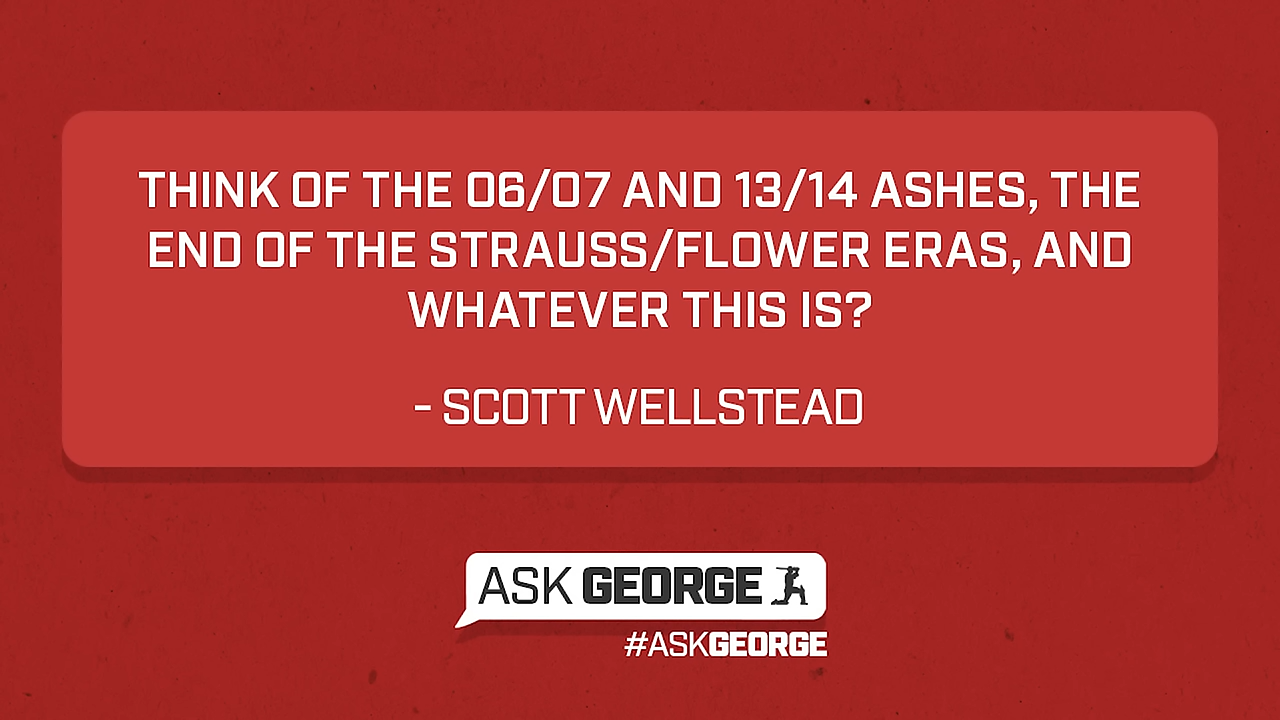 THINK OF THE 06/07 AND 13/14 ASHES, THE
END OF THE STRAUSS/FLOWER ERAS, AND
WHATEVER THIS IS?
- SCOTT WELLSTEAD
ASK GEORGE
#ASKGEORGE